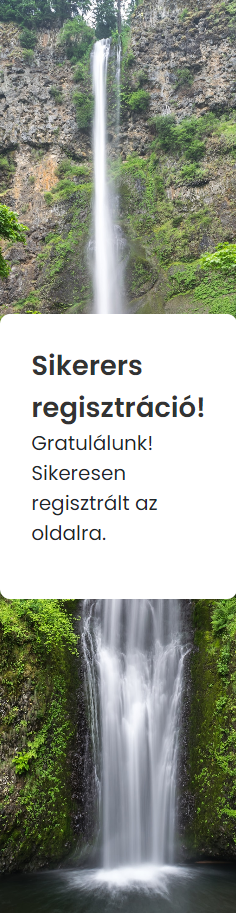 Sikerers
regisztráció!
Gratulálunk!
Sikeresen
regisztrált az
oldalra.